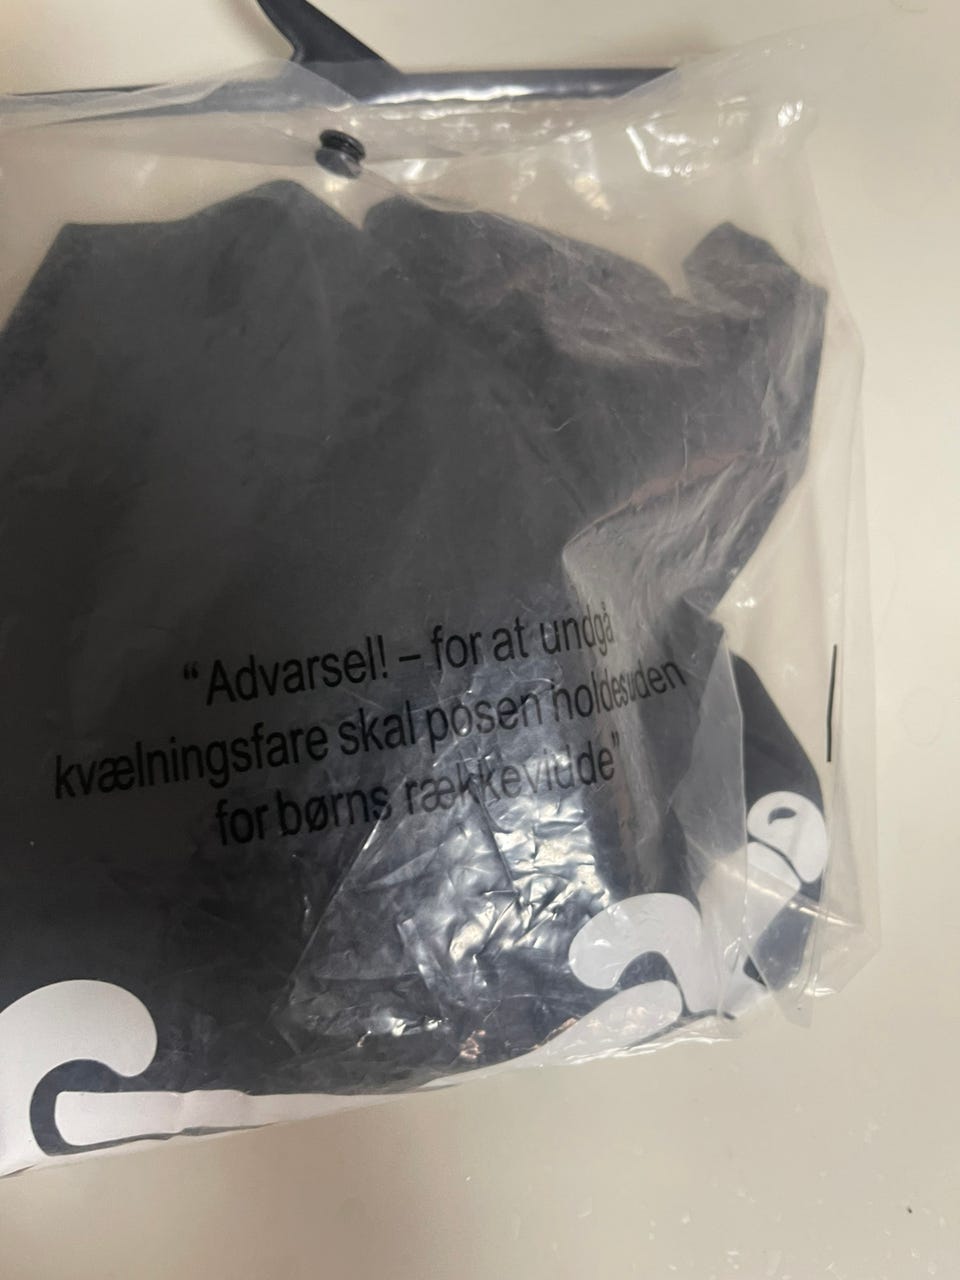 “Advarsel! – for at undgå
kvælningsfare skal posen holdes uden
for børns rækkevidde”